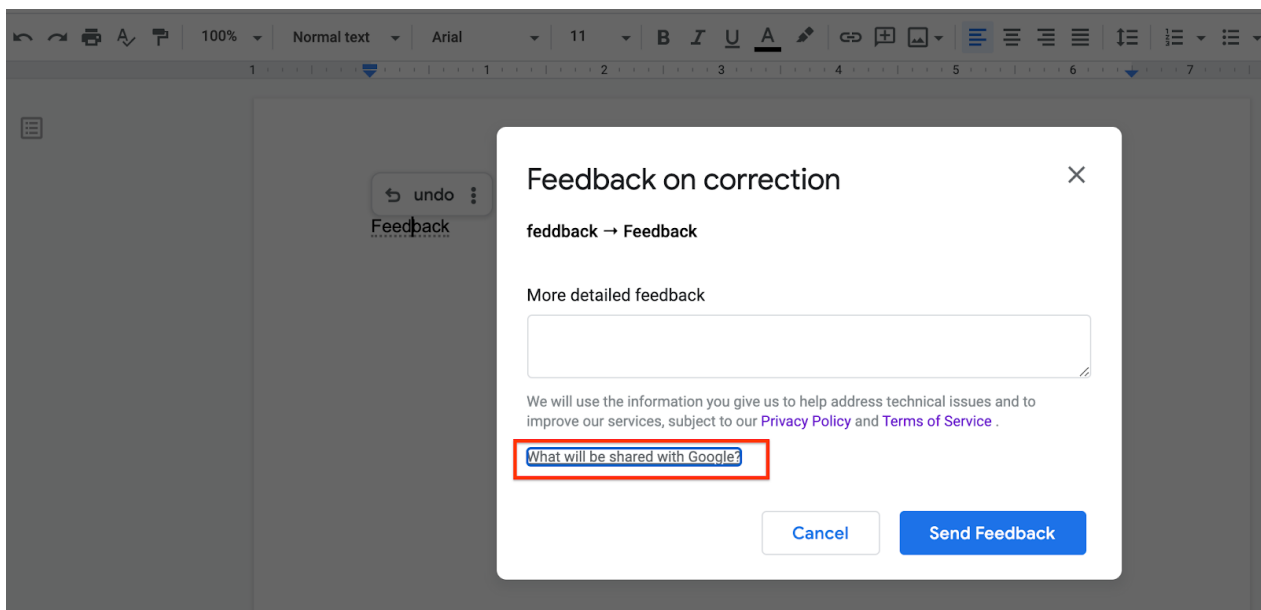 100% Normal text Arial 11 B I U A
1 1 2 3 4 5 6 7
undo
Feedback
Feedback on correction
feddback → Feedback
More detailed feedback
We will use the information you give us to help address technical issues and to
improve our services, subject to our Privacy Policy and Terms of Service .
What will be shared with Google?
Cancel Send Feedback